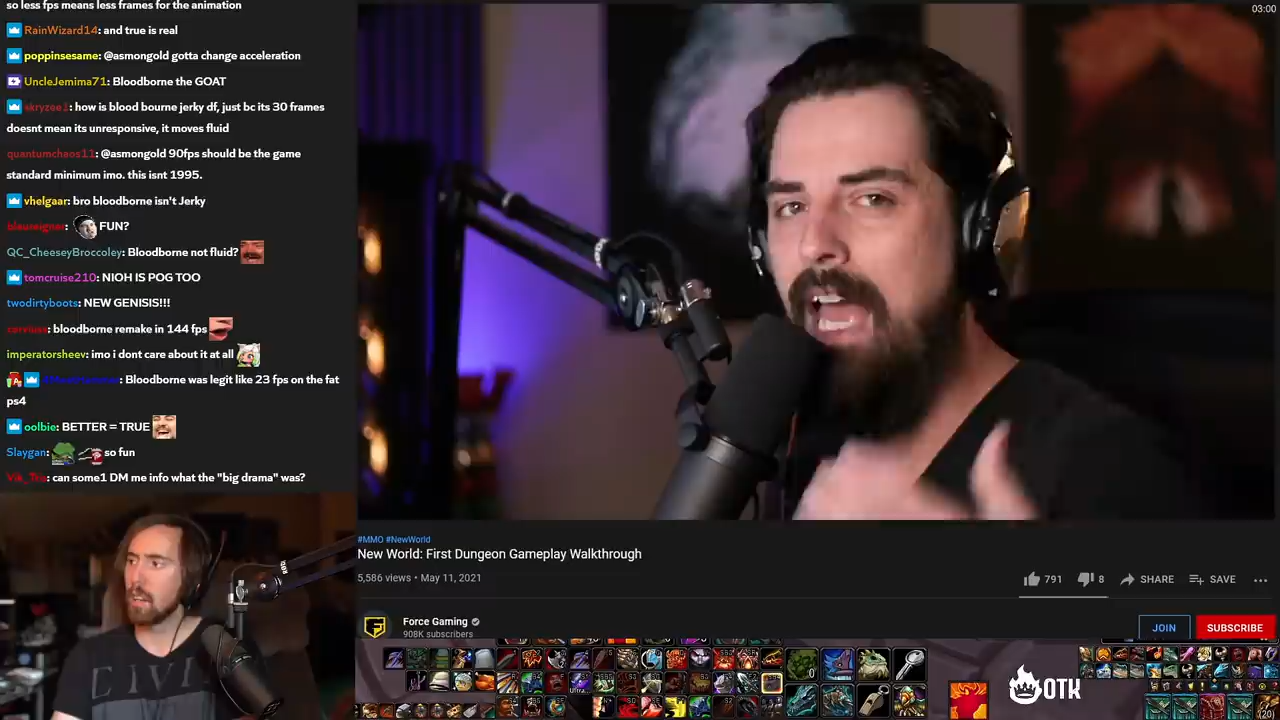 so less fps means less frames for the animation
RainWizard14: and true is real
poppinsesame: @asmongold gotta change acceleration
UncleJemima71: Bloodborne the GOAT
: how is blood bourne jerky df, just bc its 30 frames
doesnt mean its unresponsive, it moves fluid
quantumchaos11: @asmongold 90fps should be the game
standard minimum imo. this isnt 1995.
vhelgaar: bro bloodborne isn't Jerky
: FUN?
QC_CheeseyBroccoley: Bloodborne not fluid?
tomcruise210: NIOH IS POG TOO
twodirtyboots: NEW GENISIS!!!
: bloodborne remake in 144 fps
imperatorsheev: imo i dont care about it at all
: Bloodborne was legit like 23 fps on the fat
ps4
oolbie: BETTER = TRUE
Slaygan: so fun
: can some1 DM me info what the "big drama" was?
03:00
#MMO #NewWorld
New World: First Dungeon Gameplay Walkthrough
5,586 views • May 11, 2021
791
8
SHARE
SAVE
Force Gaming
908K subscribers
JOIN
SUBSCRIBE
OTK